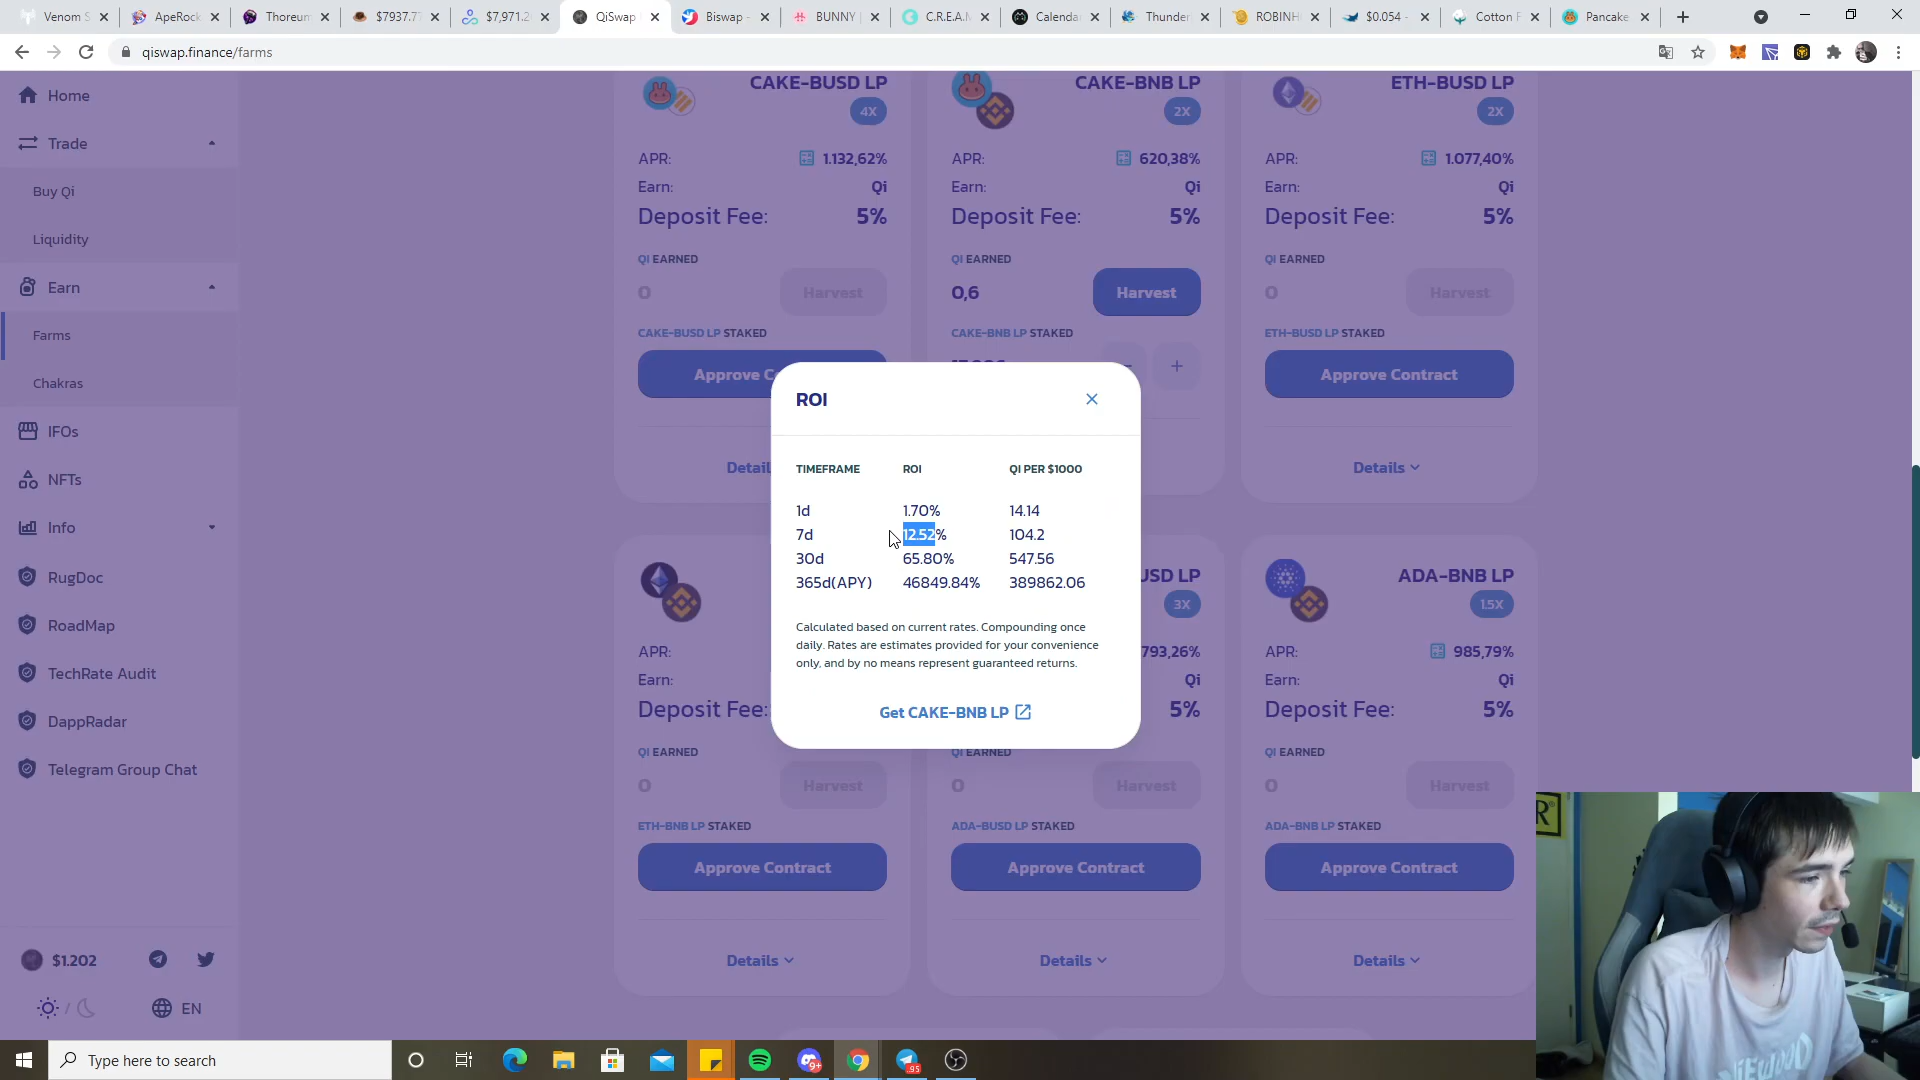 Venom S
ApeRock
Thoreum
$7937.7
$7,971.2
QiSwap
Biswap -
BUNNY |
C.R.E.A.M
Calenda
Thunder
ROBINH
$0.054 -
Cotton F
Pancake
qiswap.finance/farms
Home
Trade
Buy Qi
Liquidity
Earn
Farms
Chakras
IFOs
NFTs
Info
RugDoc
RoadMap
TechRate Audit
DappRadar
Telegram Group Chat
$1.202
EN
CAKE-BUSD LP
4X
APR: 1.132,62%
Earn: Qi
Deposit Fee: 5%
QI EARNED
0 Harvest
CAKE-BUSD LP STAKED
Approve C
Detail
CAKE-BNB LP
2X
APR: 620,38%
Earn: Qi
Deposit Fee: 5%
QI EARNED
0,6 Harvest
CAKE-BNB LP STAKED
ETH-BUSD LP
2X
APR: 1.077,40%
Earn: Qi
Deposit Fee: 5%
QI EARNED
0 Harvest
ETH-BUSD LP STAKED
Approve Contract
Details
ROI
TIMEFRAME ROI QI PER $1000
1d 1.70% 14.14
7d 12.52% 104.2
30d 65.80% 547.56
365d(APY) 46849.84% 389862.06
Calculated based on current rates. Compounding once
daily. Rates are estimates provided for your convenience
only, and by no means represent guaranteed returns.
Get CAKE-BNB LP
APR:
Earn:
Deposit Fee:
QI EARNED
0 Harvest
ETH-BNB LP STAKED
Approve Contract
Details
USD LP
3X
793,26%
Qi
5%
QI EARNED
0 Harvest
ADA-BUSD LP STAKED
Approve Contract
Details
ADA-BNB LP
1.5X
APR: 985,79%
Earn: Qi
Deposit Fee: 5%
QI EARNED
0 Harvest
ADA-BNB LP STAKED
Approve Contract
Details
Type here to search
9+
95